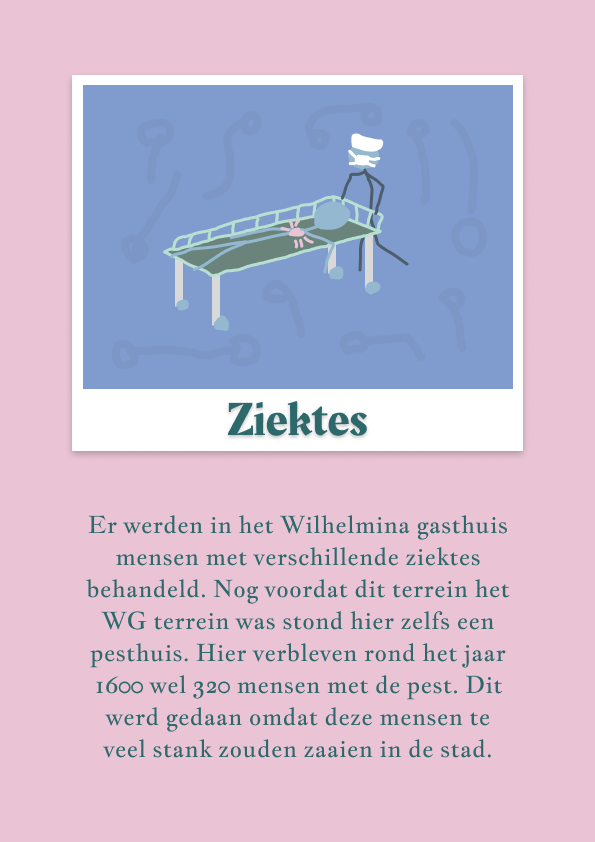 Ziektes
Er werden in het Wilhelmina gasthuis
mensen met verschillende ziektes
behandeld. Nog voordat dit terrein het
WG terrein was stond hier zelfs een
pesthuis. Hier verbleven rond het jaar
1600 wel 320 mensen met de pest. Dit
werd gedaan omdat deze mensen te
veel stank zouden zaaien in de stad.